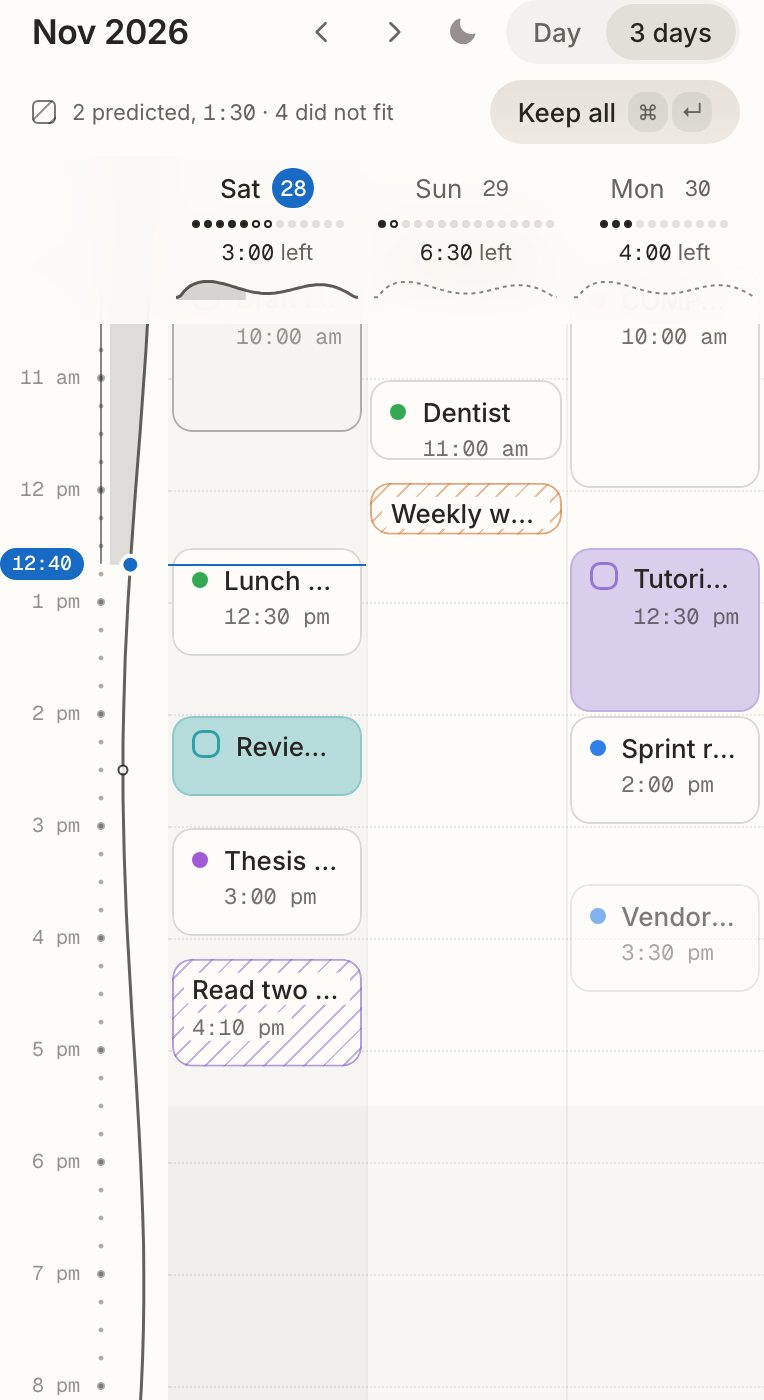 Nov 2026
Day
3 days
2 predicted, 1:30 · 4 did not fit
Keep all ⌘ ↵
Sat 28
Sun 29
Mon 30
3:00 left
6:30 left
4:00 left
10:00 am
10:00 am
11 am
Dentist
11:00 am
12 pm
Weekly w...
12:40
Lunch ...
12:30 pm
Tutori...
12:30 pm
1 pm
2 pm
Revie...
Sprint r...
2:00 pm
3 pm
Thesis ...
3:00 pm
Vendor...
3:30 pm
4 pm
Read two ...
4:10 pm
5 pm
6 pm
7 pm
8 pm